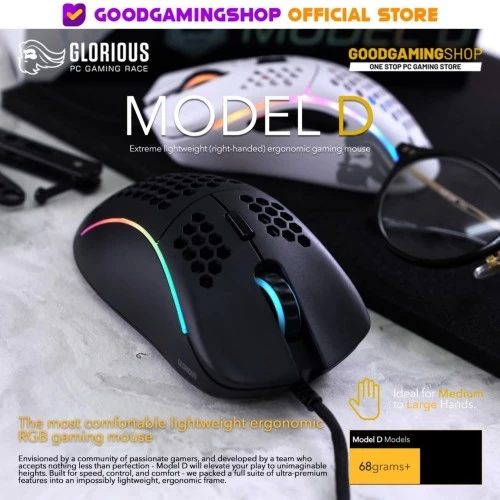 GOODGAMINGSHOP OFFICIAL STORE
GLORIOUS
PC GAMING RACE
GOODGAMINGSHOP
ONE STOP PC GAMING STORE
MODEL D
Extreme lightweight (right-handed) ergonomic gaming mouse
Ideal for Medium
to Large Hands.
The most comfortable lightweight ergonomic
RGB gaming mouse
Model D Models
68grams+
Envisioned by a community of passionate gamers, and developed by a team who
accepts nothing less than perfection - Model D will elevate your play to unimaginable
heights. Built for speed, control, and comfort - we packed a full suite of ultra-premium
features into an impossibly lightweight, ergonomic frame.